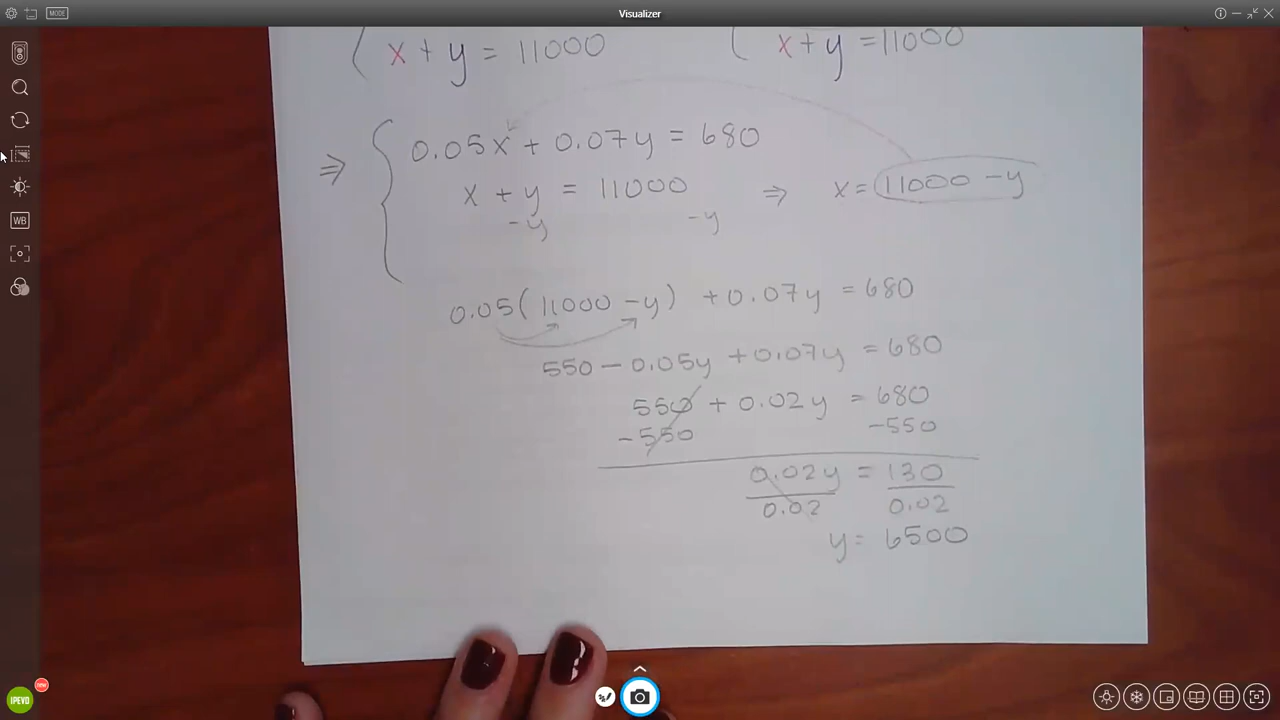 MODE
Visualizer
x + y = 11000
x + y = 11000
⇒ { 0.05x + 0.07y = 680
x + y = 11000 ⇒ x = 11000 - y
-y -y
0.05(11000 - y) + 0.07y = 680
550 - 0.05y + 0.07y = 680
550 + 0.02y = 680
-550 -550
0.02y = 130
0.02 0.02
y = 6500
WB
IPEVO
new